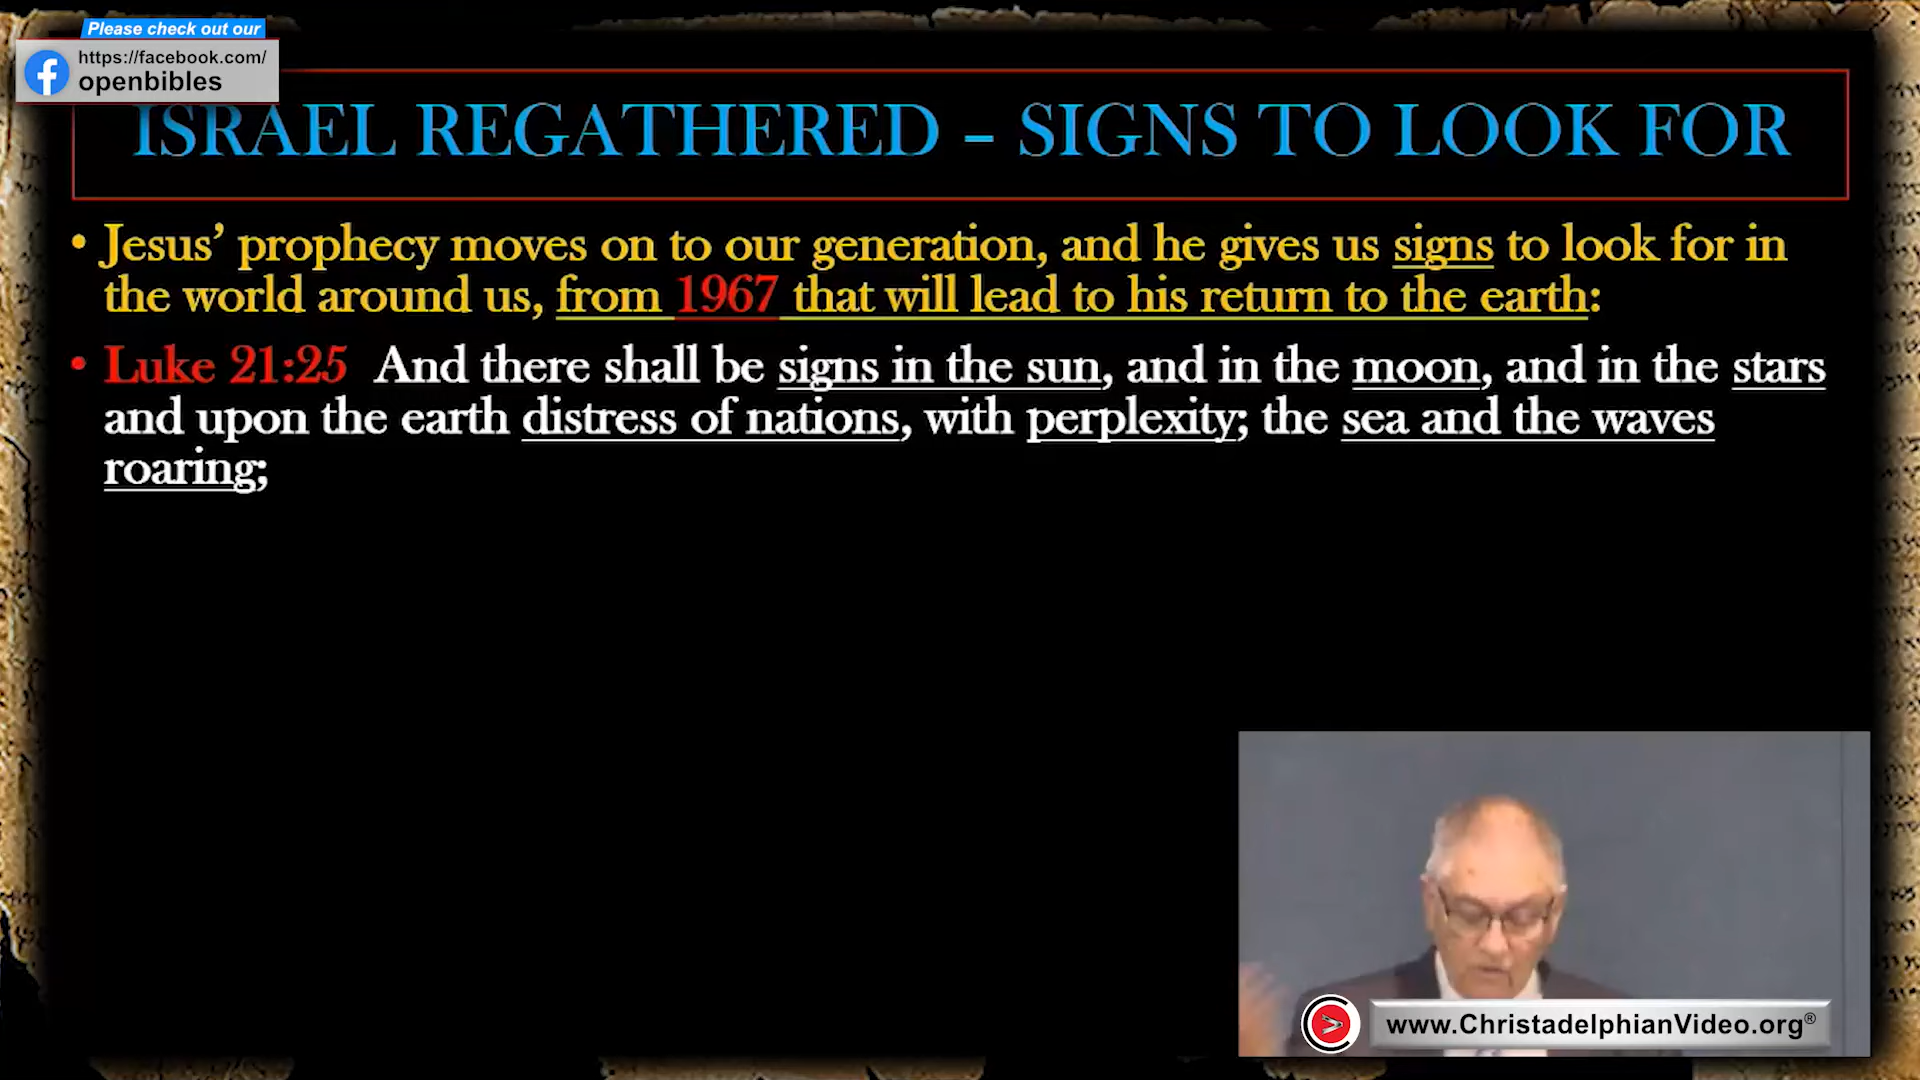 Please check out our
https://facebook.com/
openbibles
ISRAEL REGATHERED – SIGNS TO LOOK FOR
• Jesus’ prophecy moves on to our generation, and he gives us signs to look for in
the world around us, from 1967 that will lead to his return to the earth:
• Luke 21:25 And there shall be signs in the sun, and in the moon, and in the stars
and upon the earth distress of nations, with perplexity; the sea and the waves
roaring;
www.ChristadelphianVideo.org®